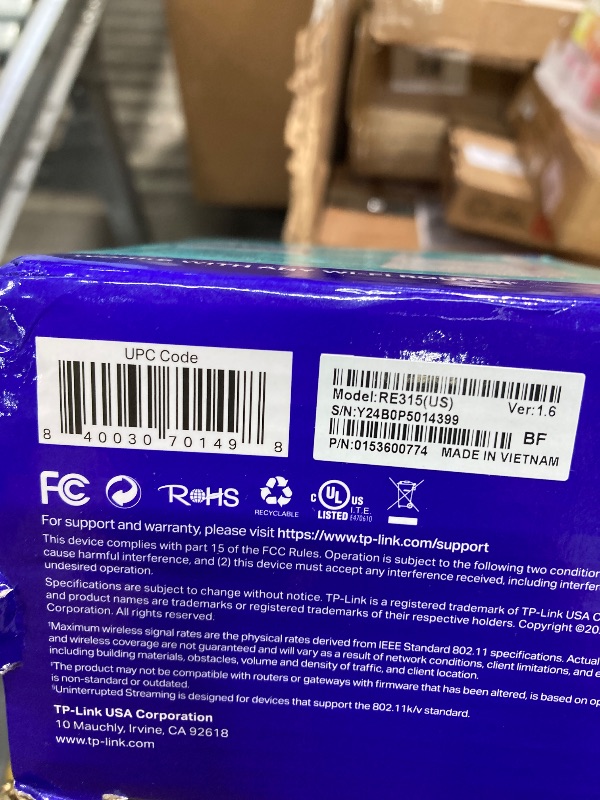 WITH ANY WI-FI
UPC Code
8 40030 70149 8
Model:RE315(US) Ver:1.6
S/N:Y24B0P5014399
BF
P/N:0153600774 MADE IN VIETNAM
FC RoHS RECYCLABLE C UL US LISTED I.T.E. E470610
For support and warranty, please visit https://www.tp-link.com/support
This device complies with part 15 of the FCC Rules. Operation is subject to the following two condition
cause harmful interference, and (2) this device must accept any interference received, including interfer
undesired operation.
Specifications are subject to change without notice. TP-Link is a registered trademark of TP-Link USA C
and product names are trademarks or registered trademarks of their respective holders. Copyright ©20
Corporation. All rights reserved.
†Maximum wireless signal rates are the physical rates derived from IEEE Standard 802.11 specifications. Actual
and wireless coverage are not guaranteed and will vary as a result of network conditions, client limitations, and e
including building materials, obstacles, volume and density of traffic, and client location.
‡The product may not be compatible with routers or gateways with firmware that has been altered, is based on op
is non-standard or outdated.
§Uninterrupted Streaming is designed for devices that support the 802.11k/v standard.
TP-Link USA Corporation
10 Mauchly, Irvine, CA 92618
www.tp-link.com